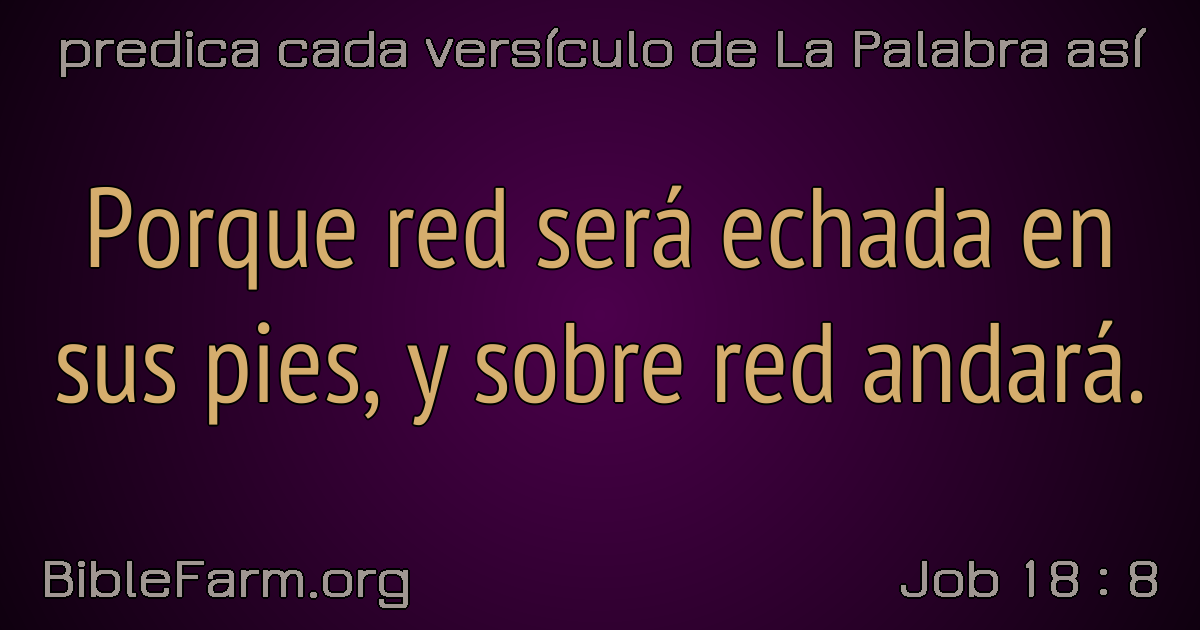 predica cada versículo de La Palabra así
Porque red será echada en
sus pies, y sobre red andará.
BibleFarm.org
Job 18 : 8